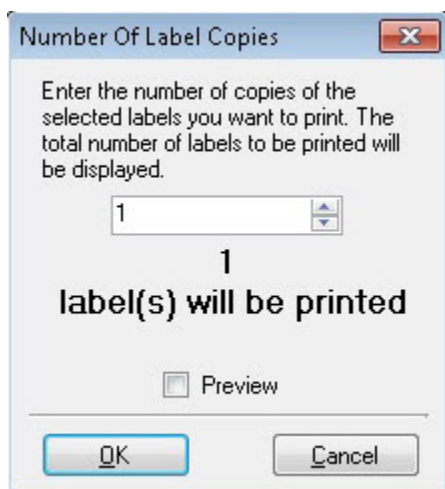 Number Of Label Copies
Enter the number of copies of the
selected labels you want to print. The
total number of labels to be printed will
be displayed.
1
1
label(s) will be printed
Preview
OK
Cancel